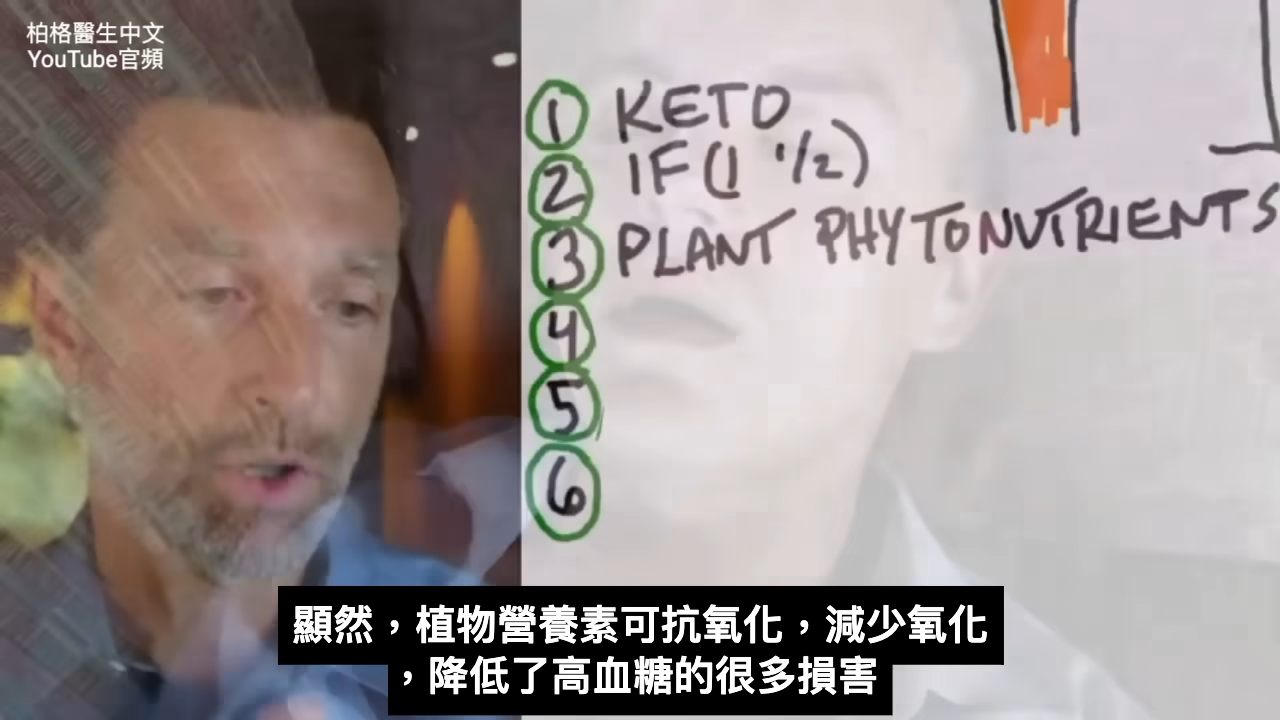 柏格醫生中文
YouTube官頻
1 KETO
2 IF (1 1/2)
3 PLANT PHYTONUTRIENTS
4
5
6
顯然，植物營養素可抗氧化，減少氧化
，降低了高血糖的很多損害